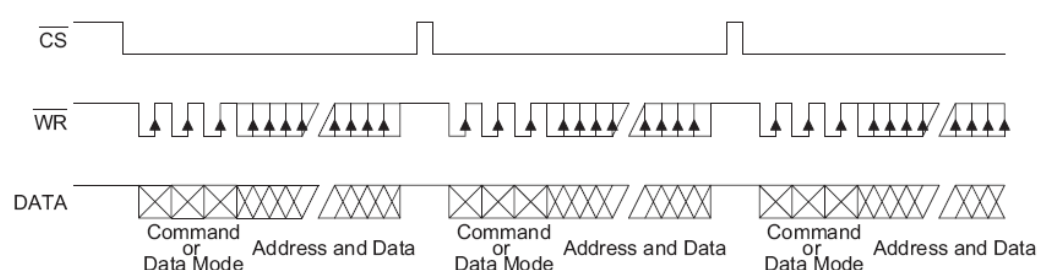 CS
WR
DATA
Command
or
Data Mode
Address and Data
Command
or
Data Mode
Address and Data
Command
or
Data Mode
Address and Data